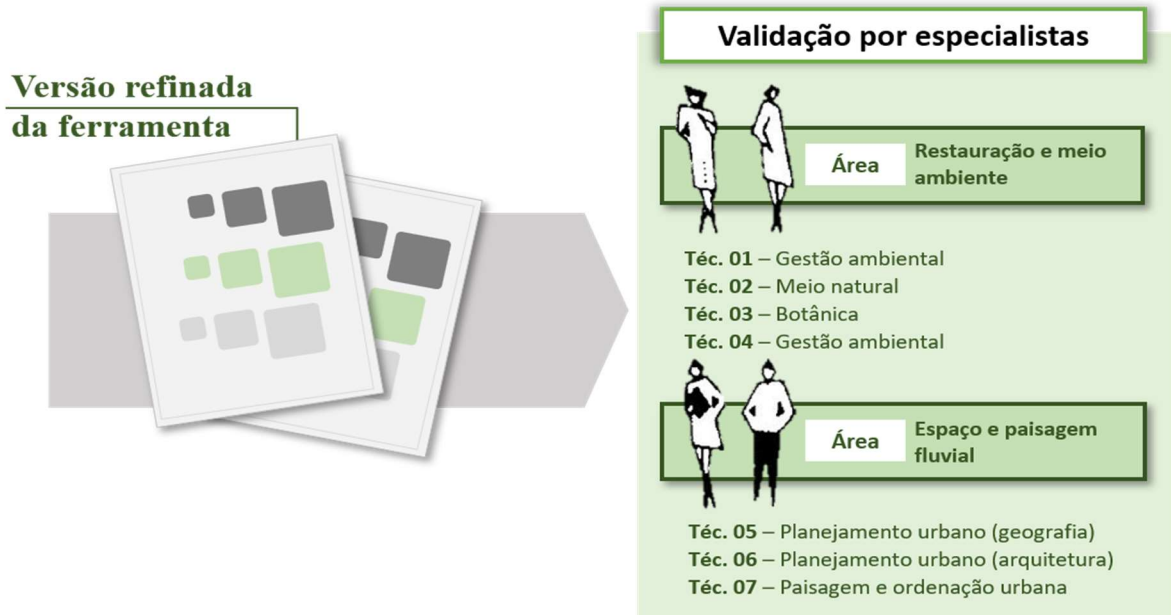 Versão refinada
da ferramenta
Validação por especialistas
Área
Restauração e meio
ambiente
Téc. 01 – Gestão ambiental
Téc. 02 – Meio natural
Téc. 03 – Botânica
Téc. 04 – Gestão ambiental
Área
Espaço e paisagem
fluvial
Téc. 05 – Planejamento urbano (geografia)
Téc. 06 – Planejamento urbano (arquitetura)
Téc. 07 – Paisagem e ordenação urbana